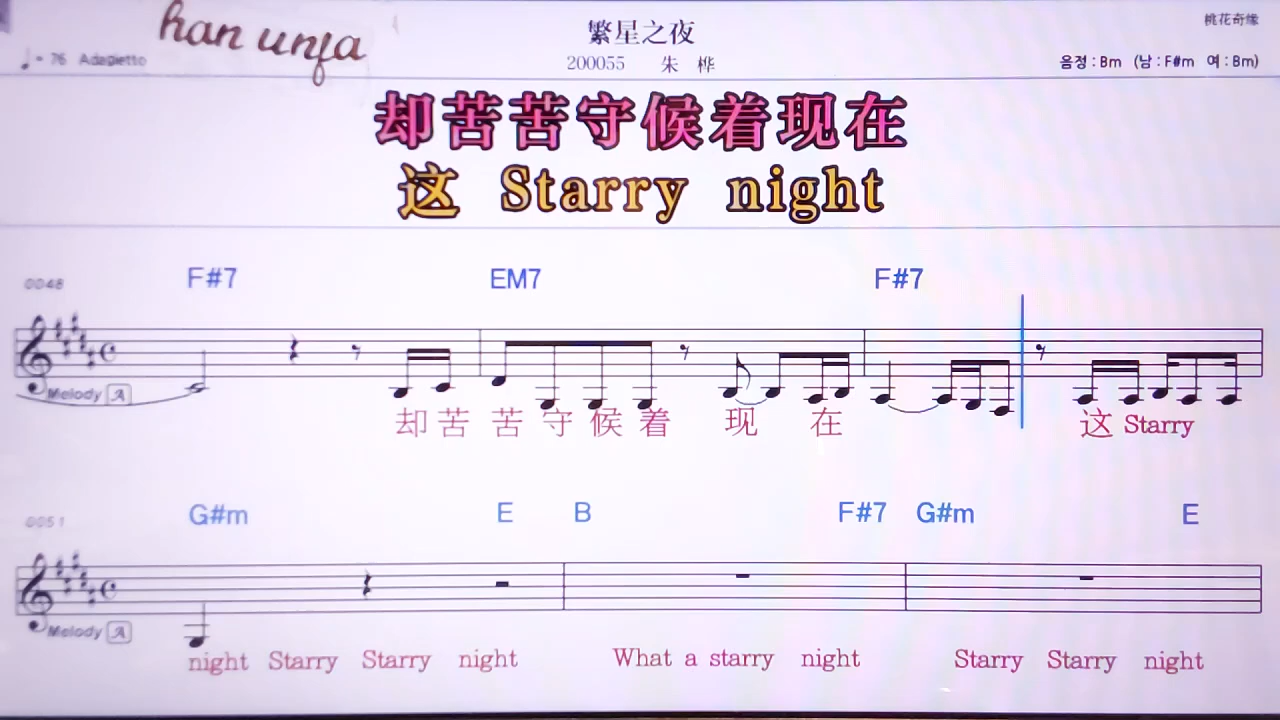 han unfa
繁星之夜
桃花奇缘
♩= 76 Adagietto
200055 朱 桦
음정 : Bm (남 : F#m 여 : Bm)
却苦苦守候着现在
这 Starry night
0048 F#7 EM7 F#7
Melody A
却 苦 苦 守 候 着 现 在 这 Starry
0051 G#m E B F#7 G#m E
Melody A
night Starry Starry night What a starry night Starry Starry night